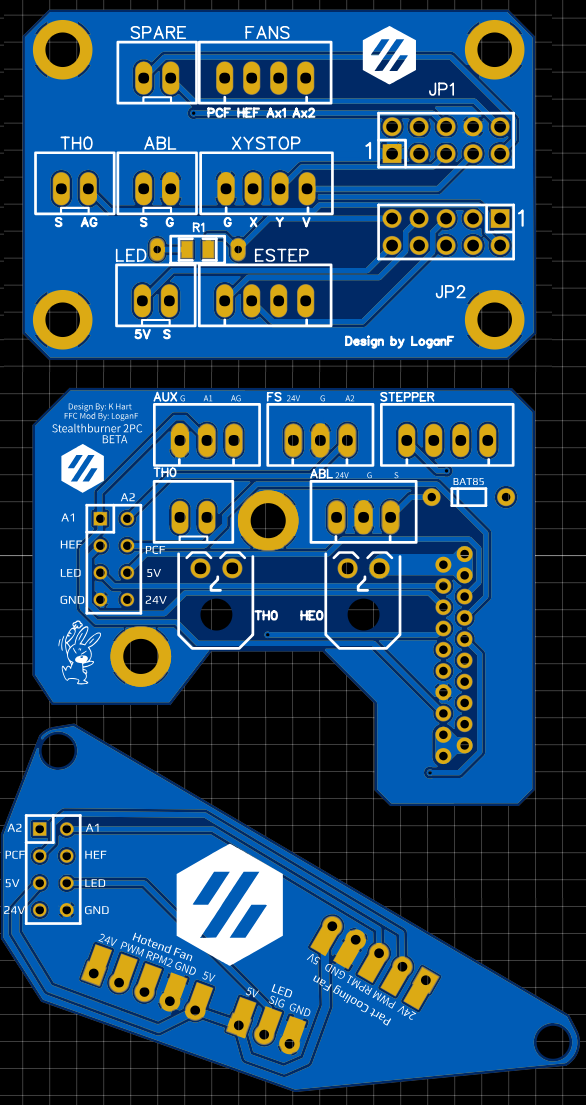 SPARE FANS
JP1
PCF HEF Ax1 Ax2
TH0 ABL XYSTOP
1
S AG S G G X Y V
1
R1
LED ESTEP
JP2
5V S
Design by LoganF
AUX G A1 AG FS 24V G A2 STEPPER
Design By: K Hart
FFC Mod By: LoganF
Stealthburner 2PC
BETA
TH0 ABL 24V G S
BAT85
A2
A1
HEF PCF
LED 5V
GND 24V
TH0 HE0
A2 A1
PCF HEF
5V LED
24V GND
Hotend Fan
24V PWM RPM2 GND 5V
LED
5V SIG GND
Part Cooling Fan
24V PWM RPM1 GND 5V